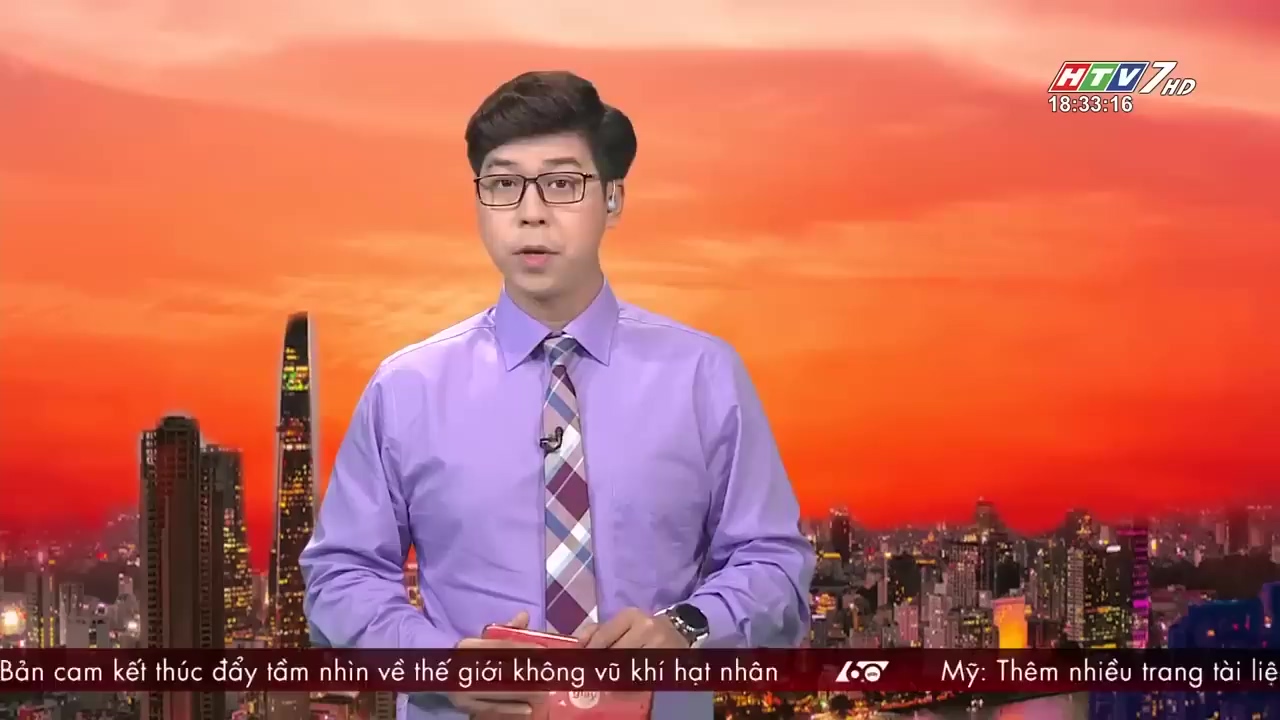 HTV7HD
18:33:16
Bản cam kết thúc đẩy tầm nhìn về thế giới không vũ khí hạt nhân
60
Mỹ: Thêm nhiều trang tài liệ